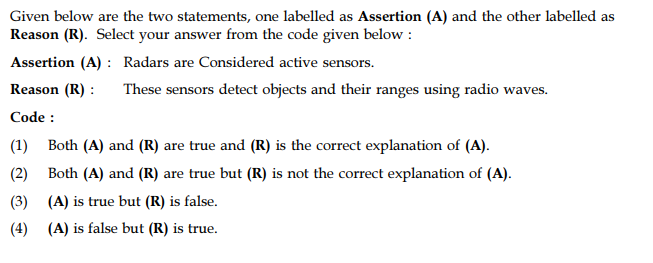 Given below are the two statements, one labelled as Assertion (A) and the other labelled as
Reason (R). Select your answer from the code given below :
Assertion (A) : Radars are Considered active sensors.
Reason (R) : These sensors detect objects and their ranges using radio waves.
Code :
(1) Both (A) and (R) are true and (R) is the correct explanation of (A).
(2) Both (A) and (R) are true but (R) is not the correct explanation of (A).
(3) (A) is true but (R) is false.
(4) (A) is false but (R) is true.